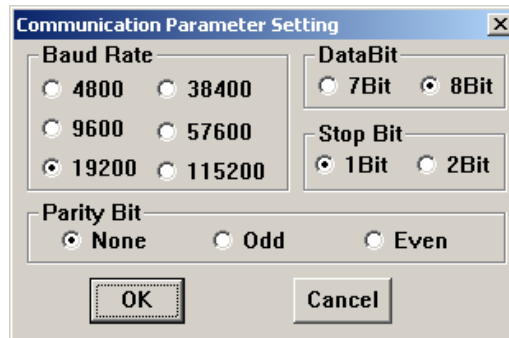 Communication Parameter Setting
Baud Rate
4800 38400
9600 57600
19200 115200
DataBit
7Bit 8Bit
Stop Bit
1Bit 2Bit
Parity Bit
None Odd Even
OK Cancel